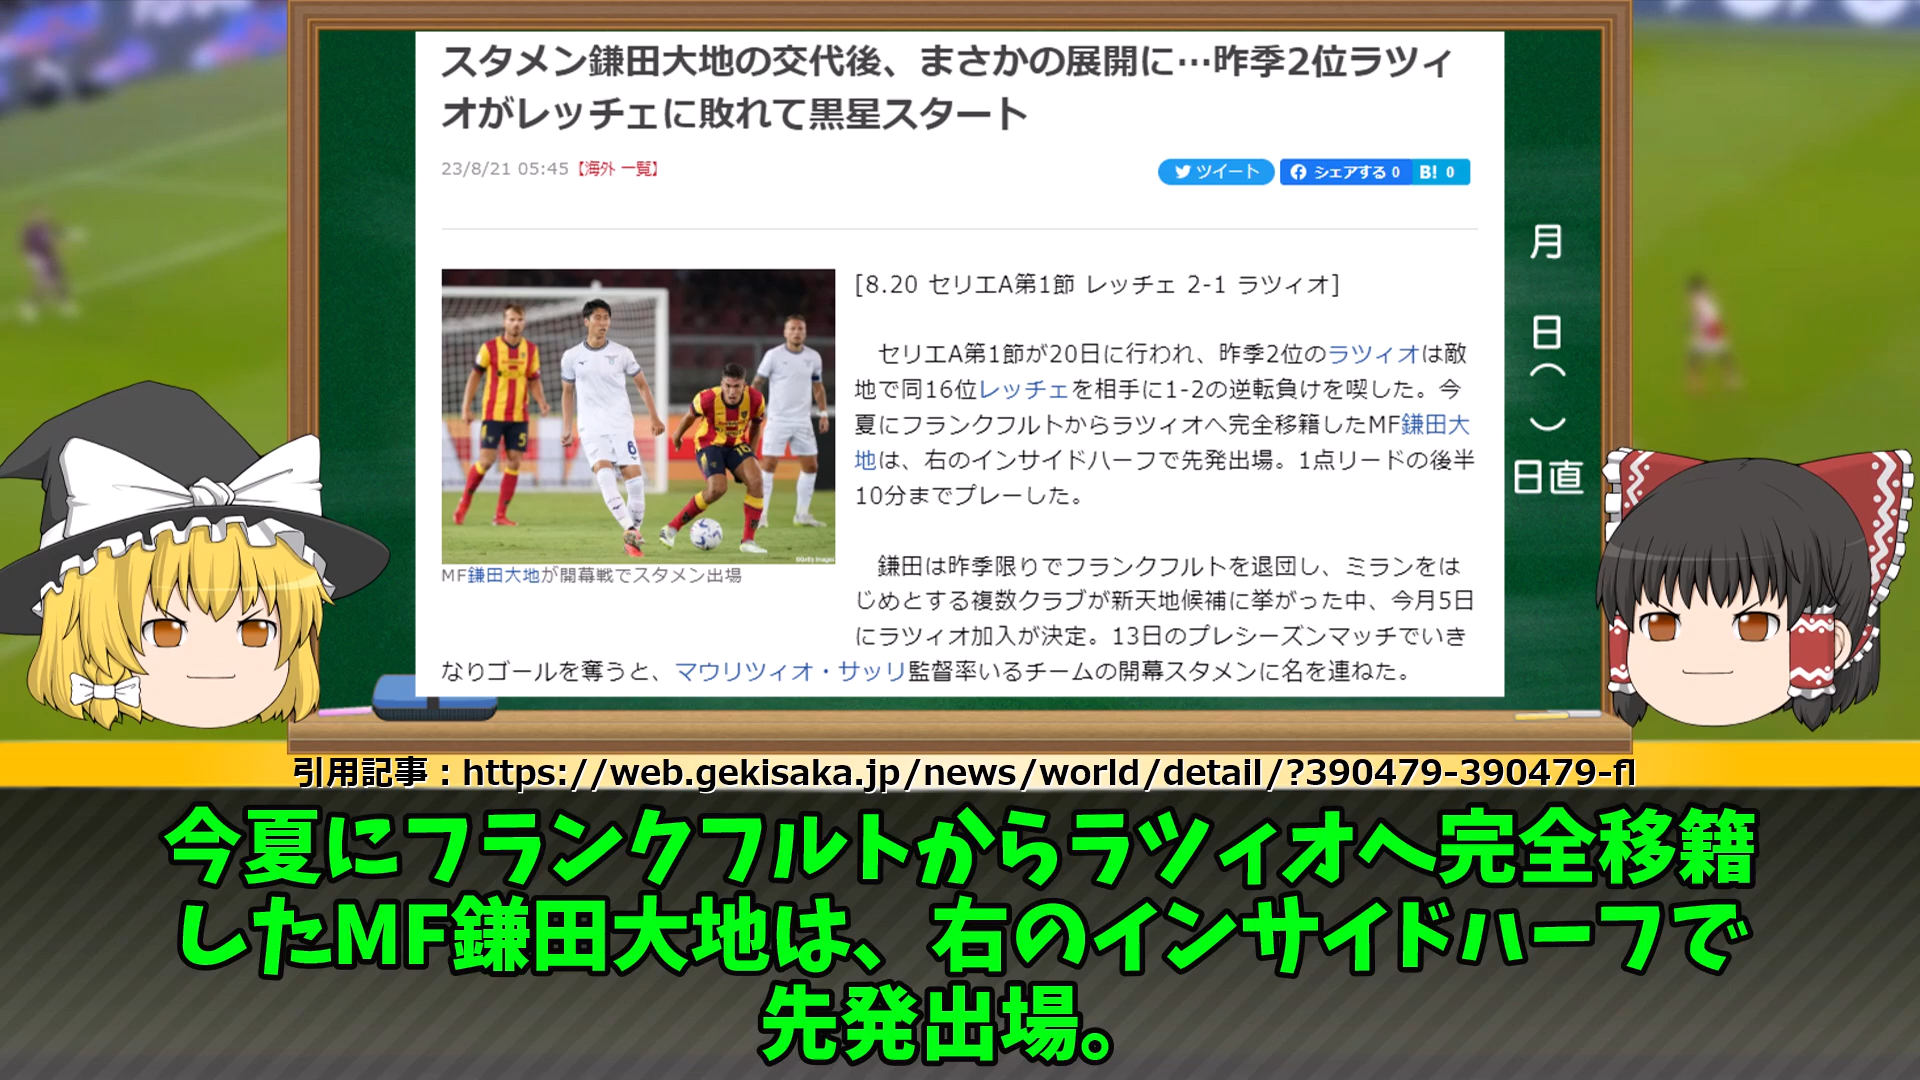 スタメン鎌田大地の交代後、まさかの展開に…昨季2位ラツィ
オがレッチェに敗れて黒星スタート
23/8/21 05:45【海外 一覧】
ツイート
シェアする 0
B! 0
[8.20 セリエA第1節 レッチェ 2-1 ラツィオ]
セリエA第1節が20日に行われ、昨季2位のラツィオは敵
地で同16位レッチェを相手に1-2の逆転負けを喫した。今
夏にフランクフルトからラツィオへ完全移籍したMF鎌田大
地は、右のインサイドハーフで先発出場。1点リードの後半
10分までプレーした。
MF鎌田大地が開幕戦でスタメン出場
鎌田は昨季限りでフランクフルトを退団し、ミランをは
じめとする複数クラブが新天地候補に挙がった中、今月5日
にラツィオ加入が決定。13日のプレシーズンマッチでいき
なりゴールを奪うと、マウリツィオ・サッリ監督率いるチームの開幕スタメンに名を連ねた。
月
日
（
）
日直
引用記事：https://web.gekisaka.jp/news/world/detail/?390479-390479-fl
今夏にフランクフルトからラツィオへ完全移籍
したMF鎌田大地は、右のインサイドハーフで
先発出場。